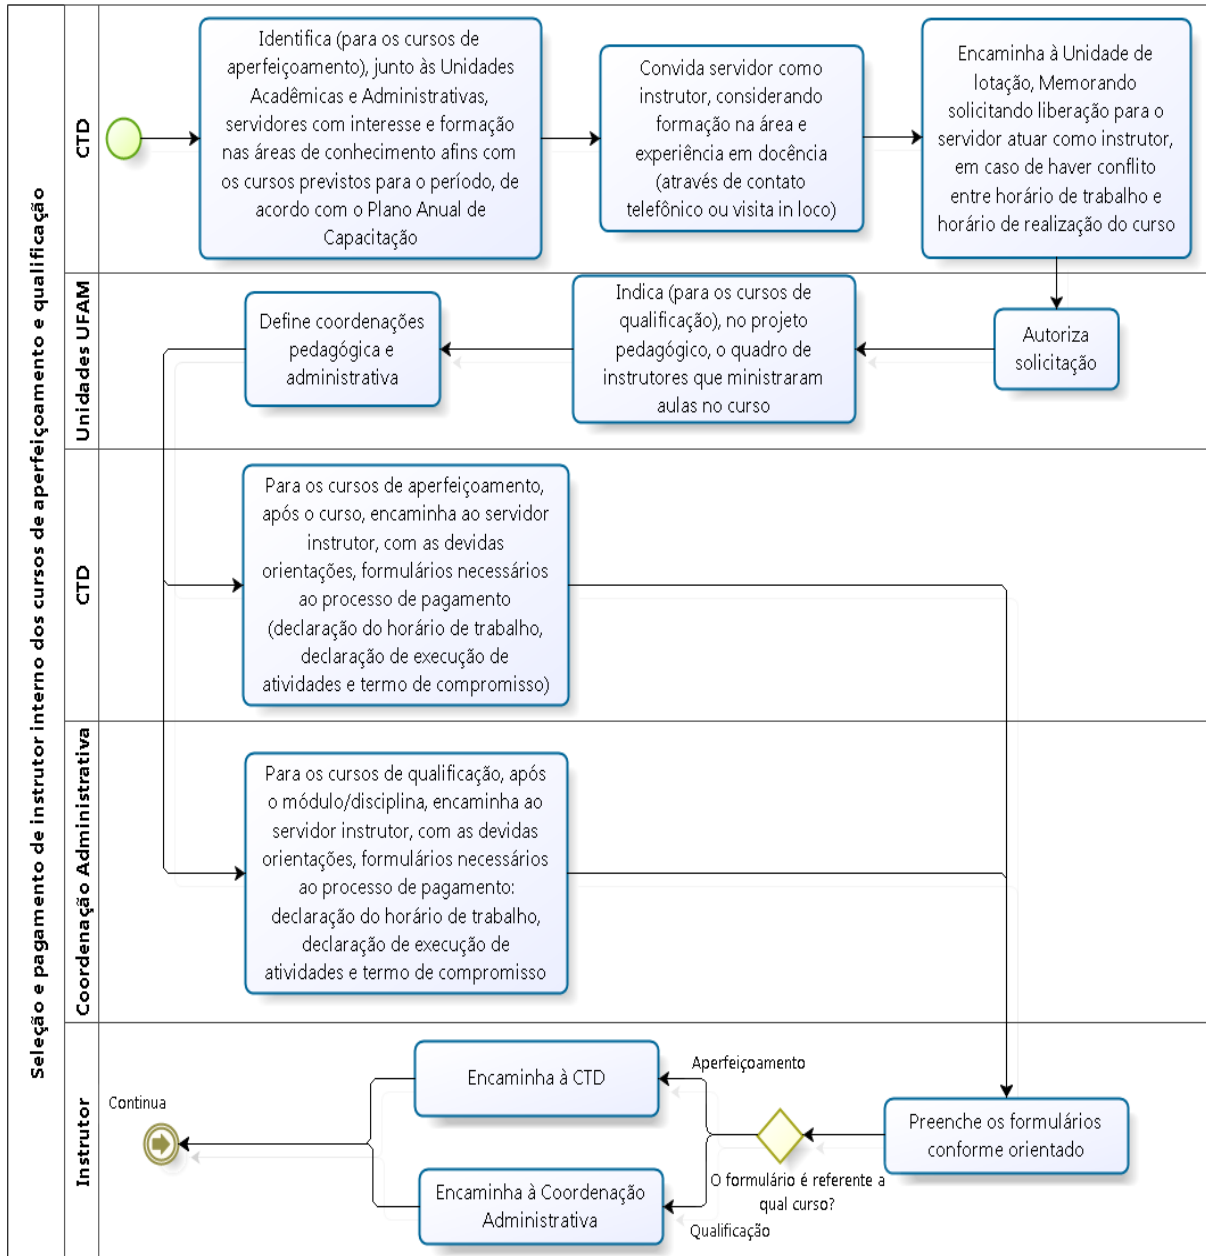 Seleção e pagamento de instrutor interno dos cursos de aperfeiçoamento e qualificação
CTD
Identifica (para os cursos de
aperfeiçoamento), junto às Unidades
Acadêmicas e Administrativas,
servidores com interesse e formação
nas áreas de conhecimento afins com
os cursos previstos para o período, de
acordo com o Plano Anual de
Capacitação
Convida servidor como
instrutor, considerando
formação na área e
experiência em docência
(através de contato
telefônico ou visita in loco)
Encaminha à Unidade de
lotação, Memorando
solicitando liberação para o
servidor atuar como instrutor,
em caso de haver conflito
entre horário de trabalho e
horário de realização do curso
Unidades UFAM
Autoriza
solicitação
Indica (para os cursos de
qualificação), no projeto
pedagógico, o quadro de
instrutores que ministraram
aulas no curso
Define coordenações
pedagógica e
administrativa
CTD
Para os cursos de aperfeiçoamento,
após o curso, encaminha ao servidor
instrutor, com as devidas
orientações, formulários necessários
ao processo de pagamento
(declaração do horário de trabalho,
declaração de execução de
atividades e termo de compromisso)
Coordenação Administrativa
Para os cursos de qualificação, após
o módulo/disciplina, encaminha ao
servidor instrutor, com as devidas
orientações, formulários necessários
ao processo de pagamento:
declaração do horário de trabalho,
declaração de execução de
atividades e termo de compromisso
Instrutor
Preenche os formulários
conforme orientado
O formulário é referente a
qual curso?
Aperfeiçoamento
Encaminha à CTD
Qualificação
Encaminha à Coordenação
Administrativa
Continua